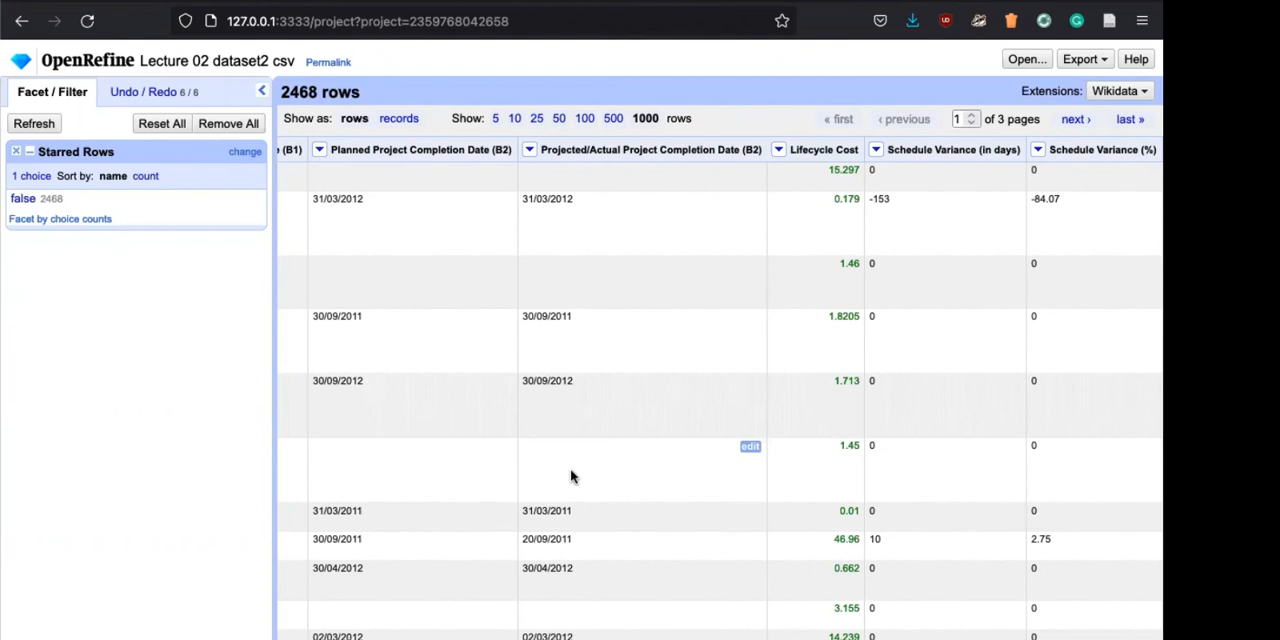 127.0.0.1:3333/project?project=2359768042658
OpenRefine Lecture 02 dataset2 csv Permalink
Open... Export Help
Facet / Filter Undo / Redo 6 / 6
2468 rows
Extensions: Wikidata
Refresh Reset All Remove All
Show as: rows records Show: 5 10 25 50 100 500 1000 rows
« first ‹ previous 1 of 3 pages next › last »
Starred Rows change
1 choice Sort by: name count
false 2468
Facet by choice counts
(B1) Planned Project Completion Date (B2) Projected/Actual Project Completion Date (B2) Lifecycle Cost Schedule Variance (in days) Schedule Variance (%)
15.297 0 0
31/03/2012 31/03/2012 0.179 -153 -84.07
1.46 0 0
30/09/2011 30/09/2011 1.8205 0 0
30/09/2012 30/09/2012 1.713 0 0
edit 1.45 0 0
31/03/2011 31/03/2011 0.01 0 0
30/09/2011 20/09/2011 46.96 10 2.75
30/04/2012 30/04/2012 0.662 0 0
3.155 0 0
02/03/2012 02/03/2012 14.239 0 0